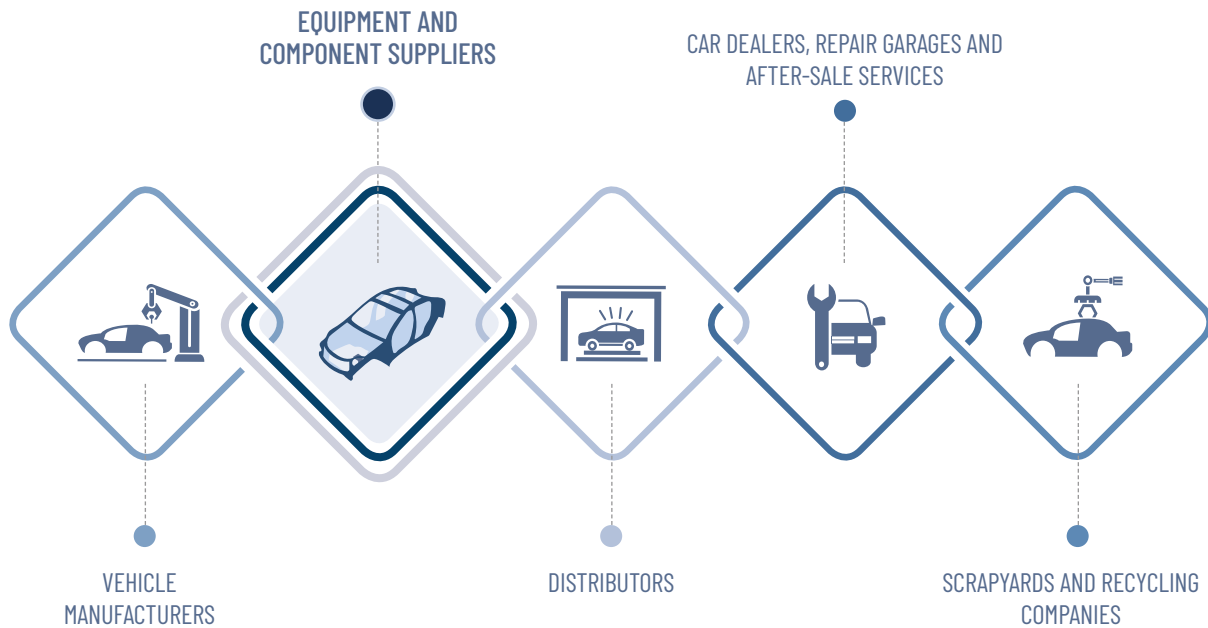 EQUIPMENT AND
COMPONENT SUPPLIERS
CAR DEALERS, REPAIR GARAGES AND
AFTER-SALE SERVICES
VEHICLE
MANUFACTURERS
DISTRIBUTORS
SCRAPYARDS AND RECYCLING
COMPANIES